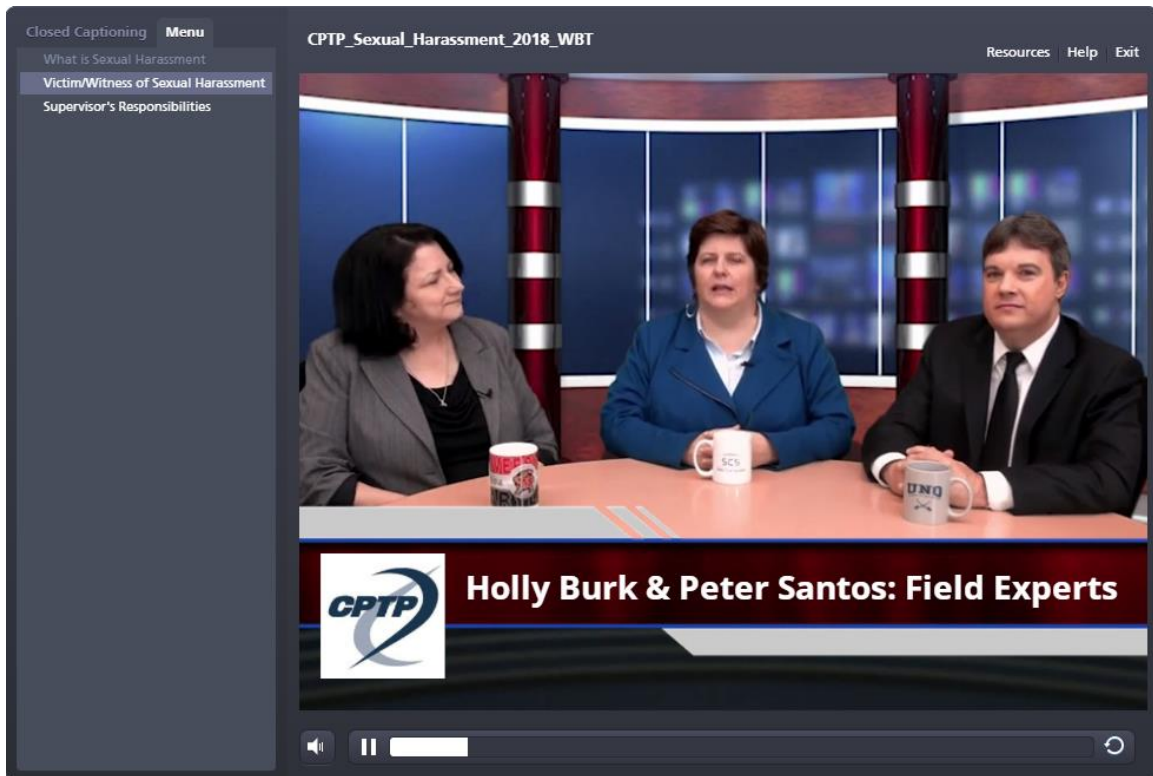 Closed Captioning Menu
What is Sexual Harassment
Victim/Witness of Sexual Harassment
Supervisor's Responsibilities
CPTP_Sexual_Harassment_2018_WBT
Resources Help Exit
SCS
UNO
CPTP
Holly Burk & Peter Santos: Field Experts